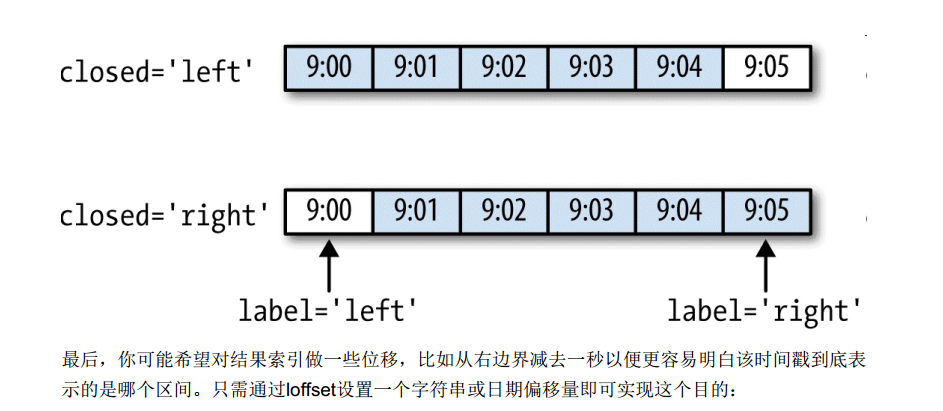 closed='left' 9:00 9:01 9:02 9:03 9:04 9:05
closed='right' 9:00 9:01 9:02 9:03 9:04 9:05
label='left' label='right'
最后，你可能希望对结果索引做一些位移，比如从右边界减去一秒以便更容易明白该时间戳到底表
示的是哪个区间。只需通过loffset设置一个字符串或日期偏移量即可实现这个目的：